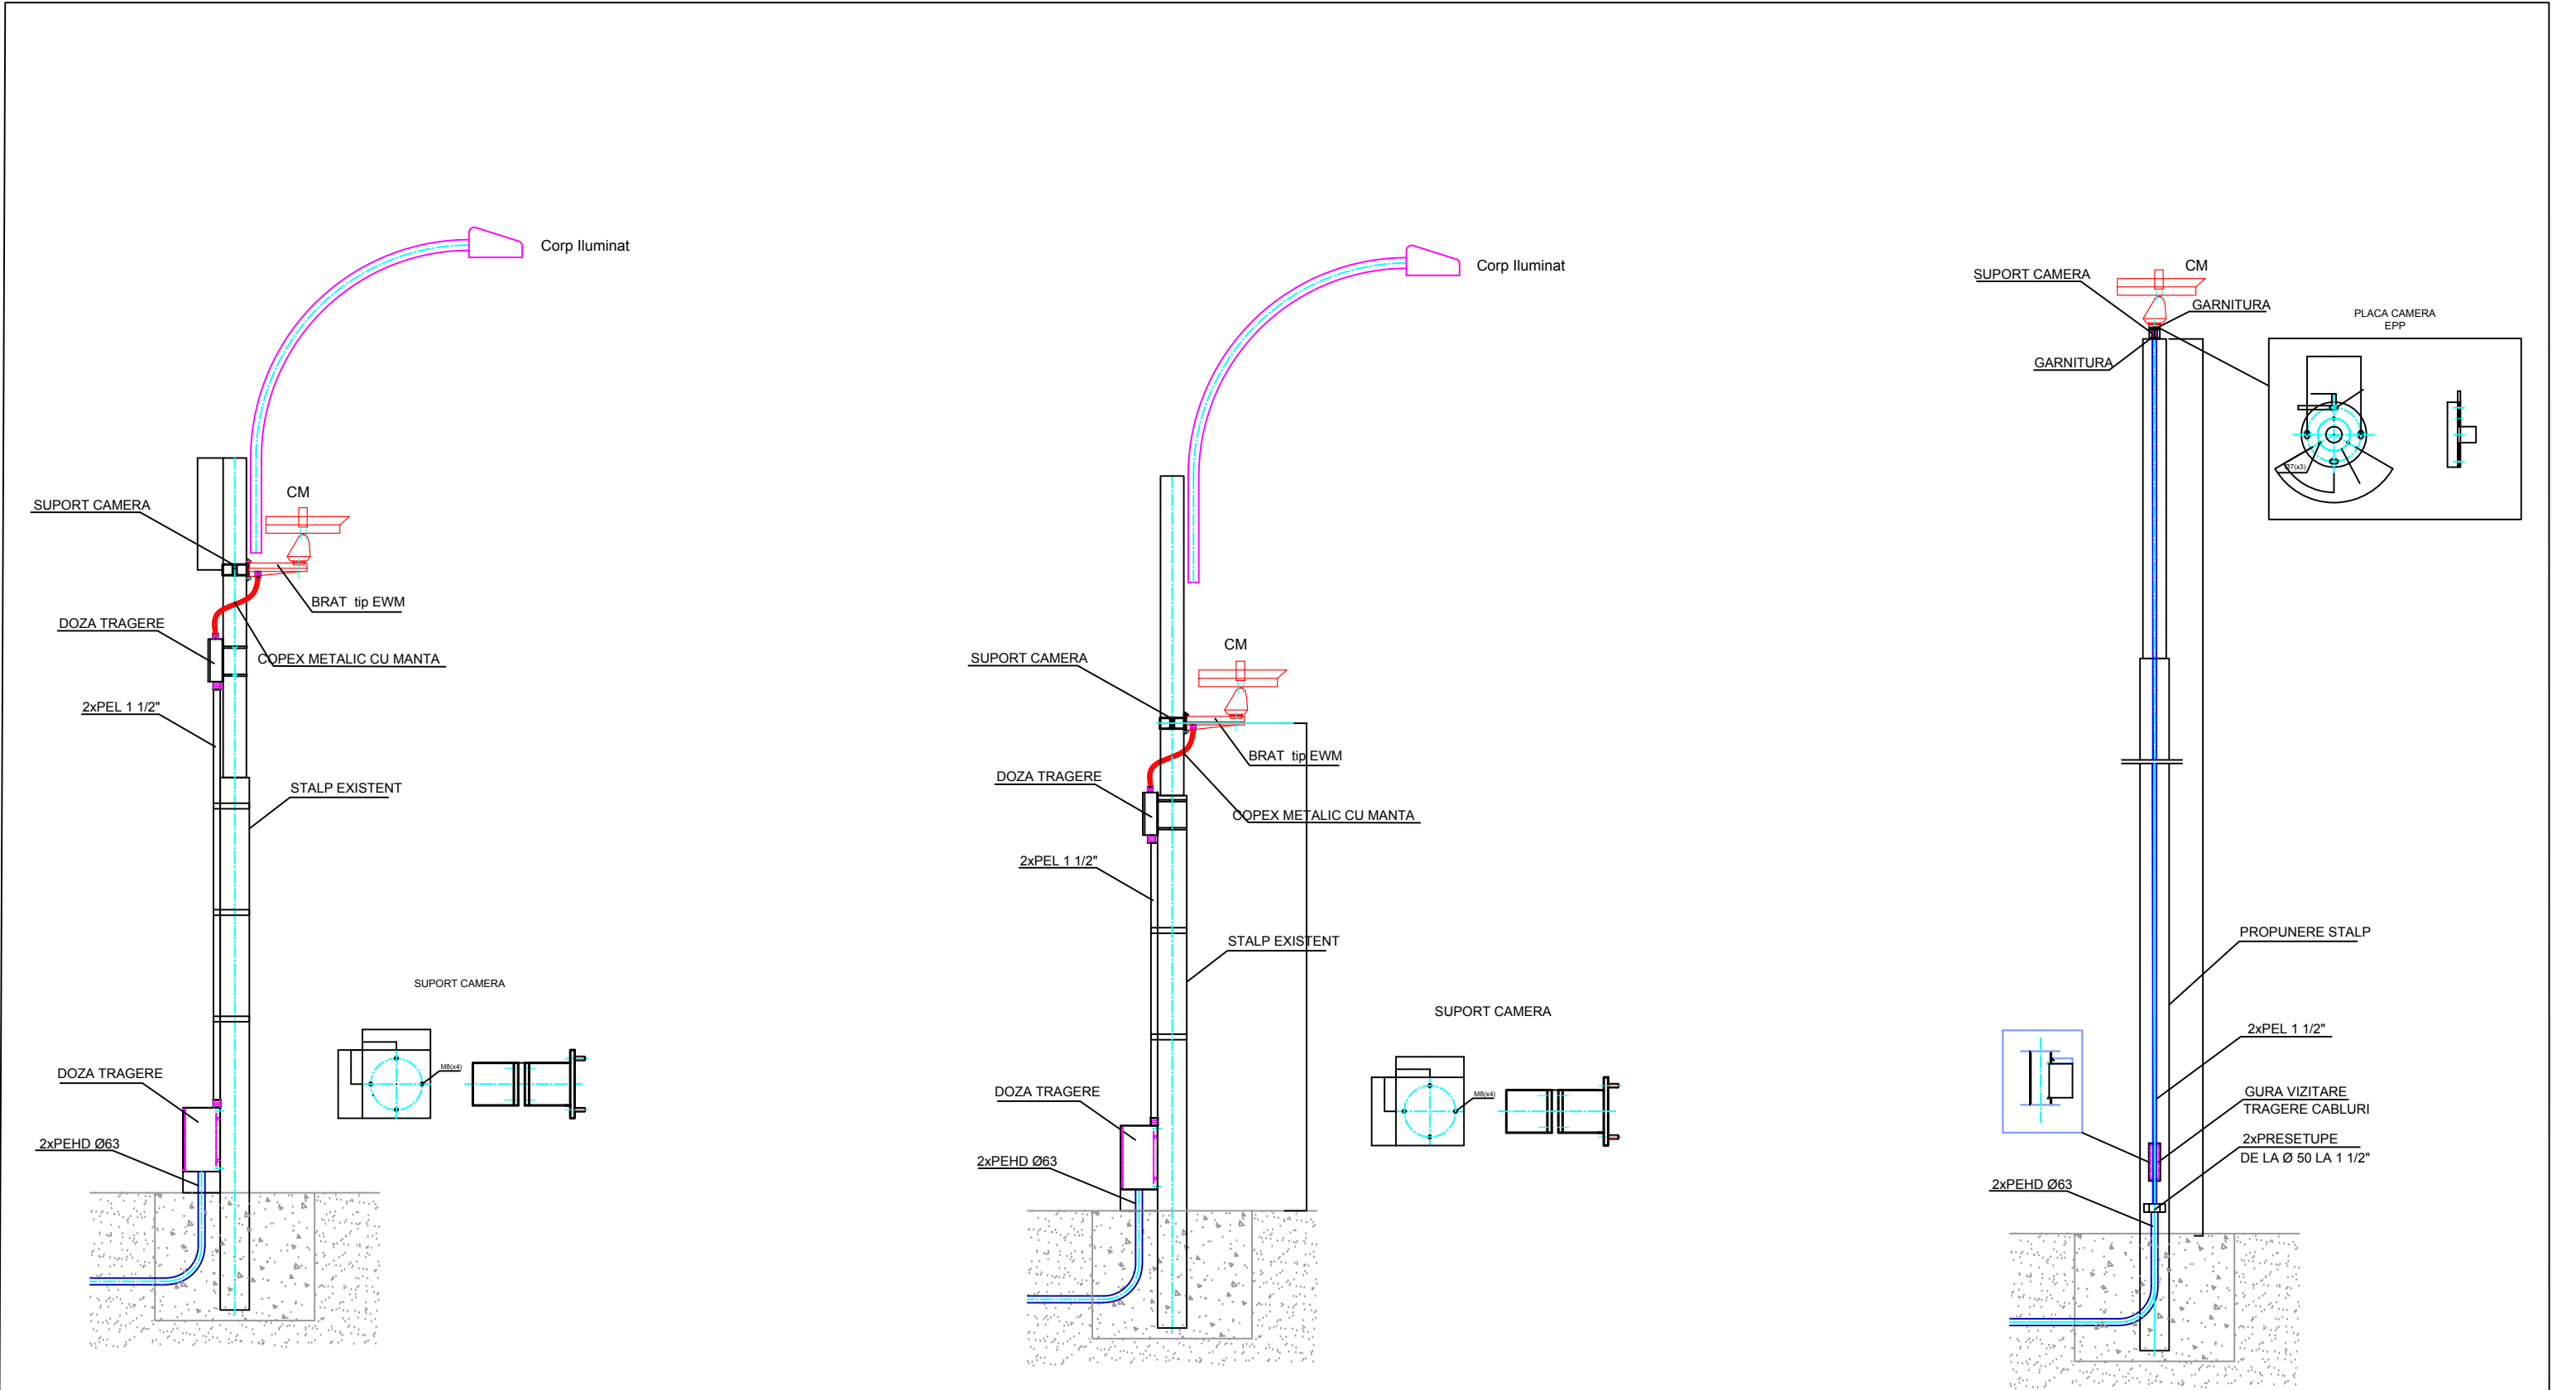 Corp Iluminat
CM
SUPORT CAMERA
BRAT tip EWM
DOZA TRAGERE
COPEX METALIC CU MANTA
2xPEL 1 1/2"
STALP EXISTENT
SUPORT CAMERA
M8(x4)
DOZA TRAGERE
2xPEHD Ø63
Corp Iluminat
CM
SUPORT CAMERA
BRAT tip EWM
DOZA TRAGERE
COPEX METALIC CU MANTA
2xPEL 1 1/2"
STALP EXISTENT
SUPORT CAMERA
M8(x4)
DOZA TRAGERE
2xPEHD Ø63
CM
SUPORT CAMERA
GARNITURA
GARNITURA
PLACA CAMERA
EPP
Ø7(x3)
PROPUNERE STALP
2xPEL 1 1/2"
GURA VIZITARE
TRAGERE CABLURI
2xPRESETUPE
DE LA Ø 50 LA 1 1/2"
2xPEHD Ø63